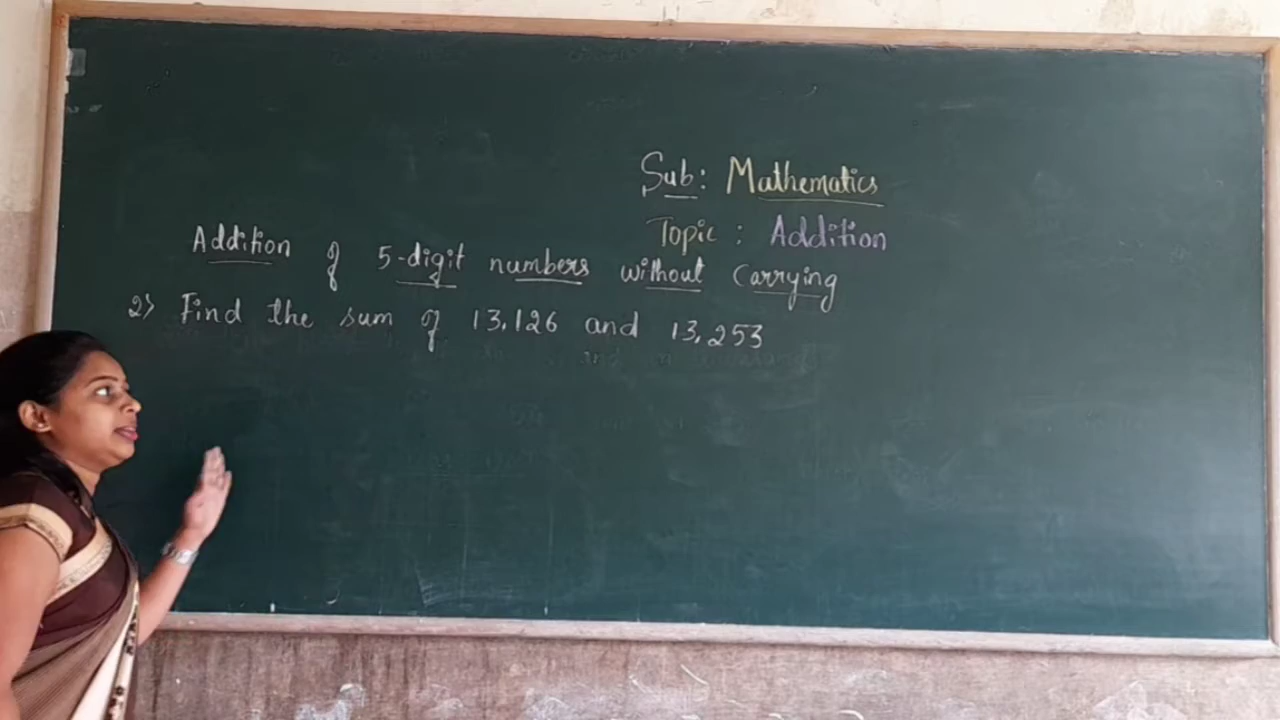 Sub: Mathematics
Topic: Addition
Addition of 5-digit numbers without Carrying
2) Find the sum of 13,126 and 13,253